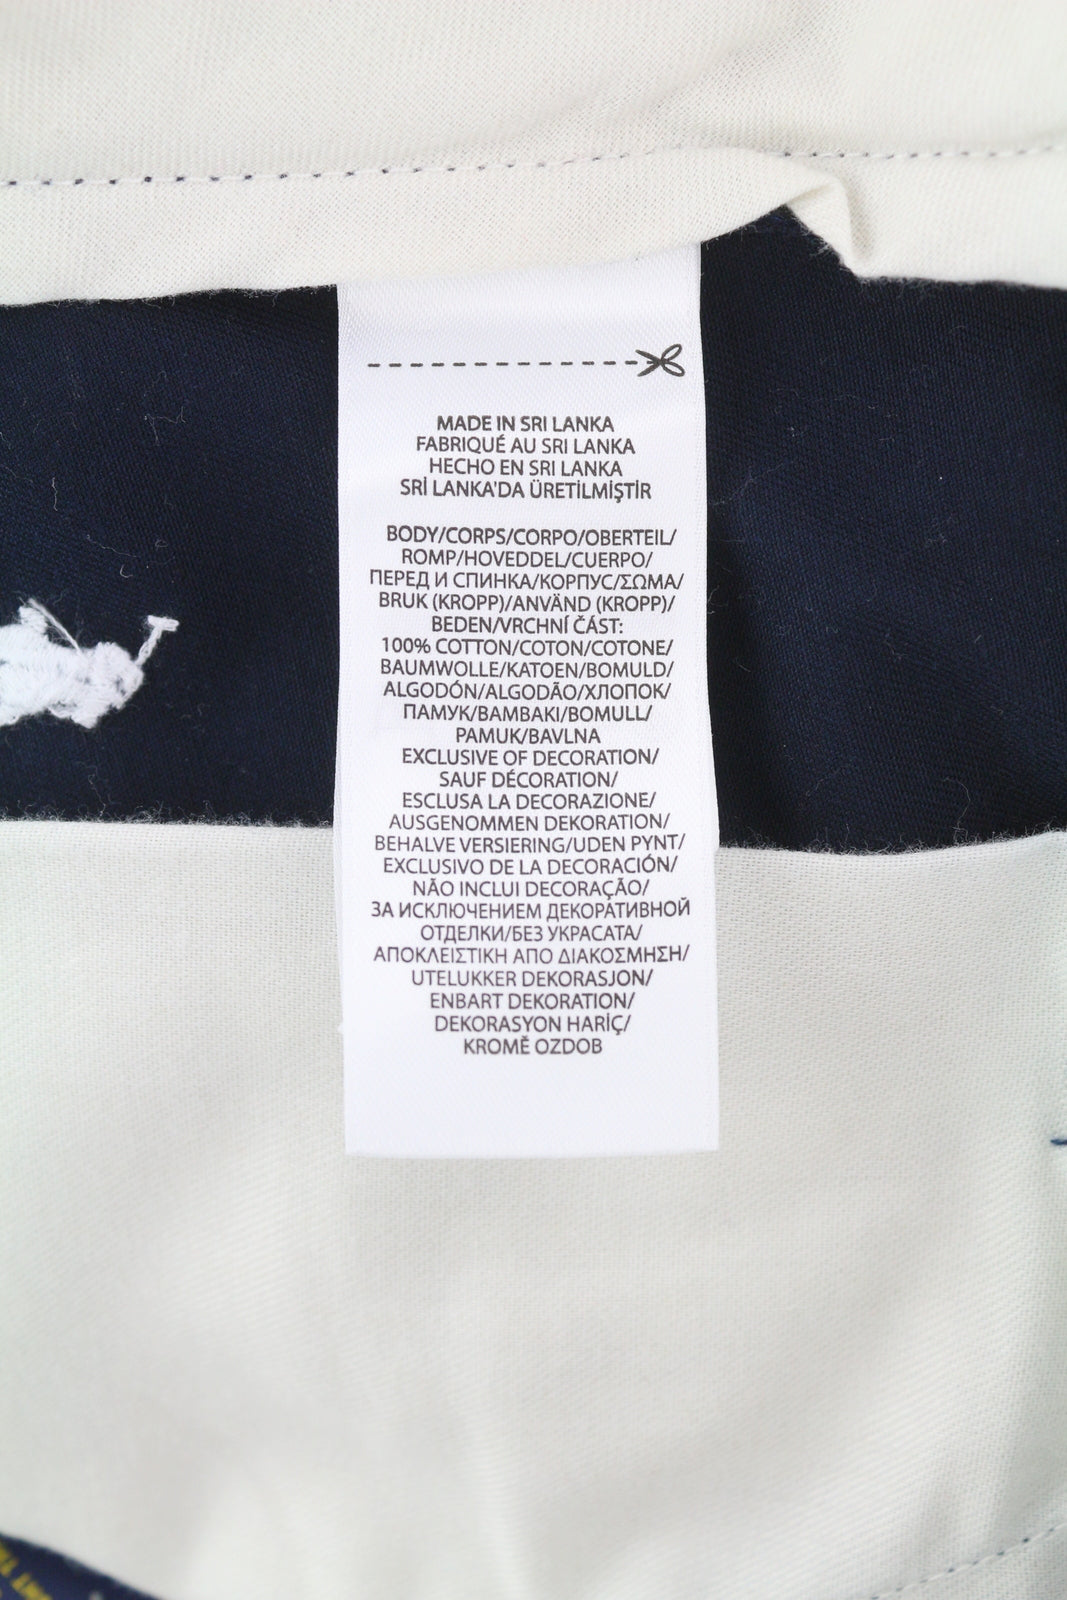 MADE IN SRI LANKA
FABRIQUÉ AU SRI LANKA
HECHO EN SRI LANKA
SRİ LANKA'DA ÜRETİLMİŞTİR
BODY/CORPS/CORPO/OBERTEIL/
ROMP/HOVEDDEL/CUERPO/
ПЕРЕД И СПИНКА/КОРПУС/ΣΩΜΑ/
BRUK (KROPP)/ANVÄND (KROPP)/
BEDEN/VRCHNÍ ČÁST:
100% COTTON/COTON/COTONE/
BAUMWOLLE/KATOEN/BOMULD/
ALGODÓN/ALGODÃO/ХЛОПОК/
ПАМУК/ΒΑΜΒΑΚΙ/BOMULL/
PAMUK/BAVLNA
EXCLUSIVE OF DECORATION/
SAUF DÉCORATION/
ESCLUSA LA DECORAZIONE/
AUSGENOMMEN DEKORATION/
BEHALVE VERSIERING/UDEN PYNT/
EXCLUSIVO DE LA DECORACIÓN/
NÃO INCLUI DECORAÇÃO/
ЗА ИСКЛЮЧЕНИЕМ ДЕКОРАТИВНОЙ
ОТДЕЛКИ/БЕЗ УКРАСАТА/
ΑΠΟΚΛΕΙΣΤΙΚΗ ΑΠΟ ΔΙΑΚΟΣΜΗΣΗ/
UTELUKKER DEKORASJON/
ENBART DEKORATION/
DEKORASYON HARİÇ/
KROMĚ OZDOB